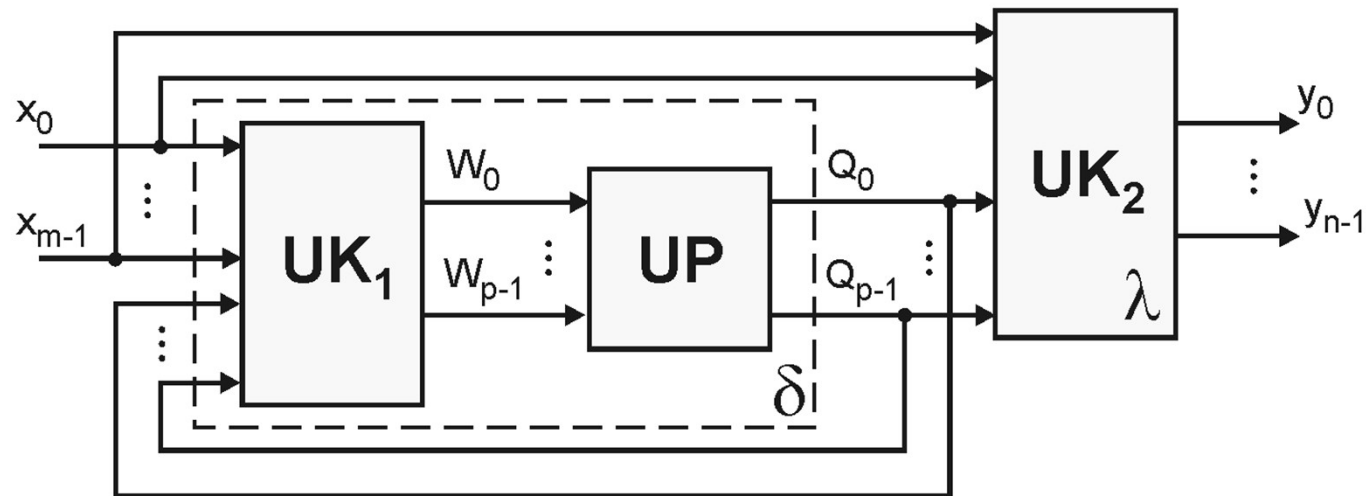 x₀
⋮
xₘ₋₁
⋮
UK₁
W₀
⋮
Wₚ₋₁
UP
Q₀
⋮
Qₚ₋₁
δ
UK₂
λ
y₀
⋮
yₙ₋₁